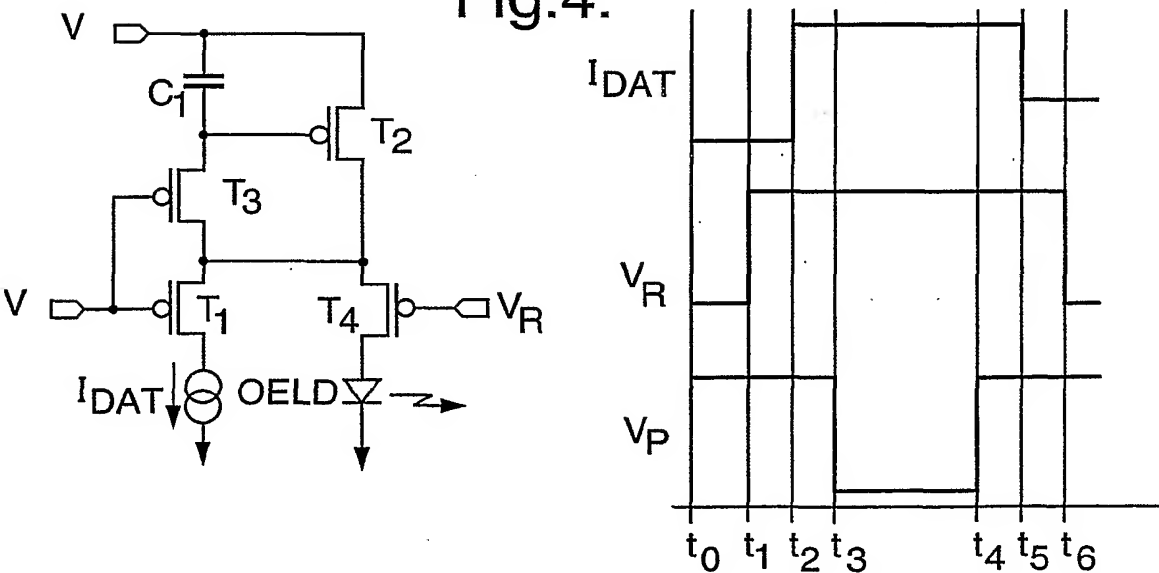 Fig.4.
V
C1
T2
T3
V
T1
T4
VR
IDAT
OELD
IDAT
VR
VP
t0 t1 t2 t3 t4 t5 t6